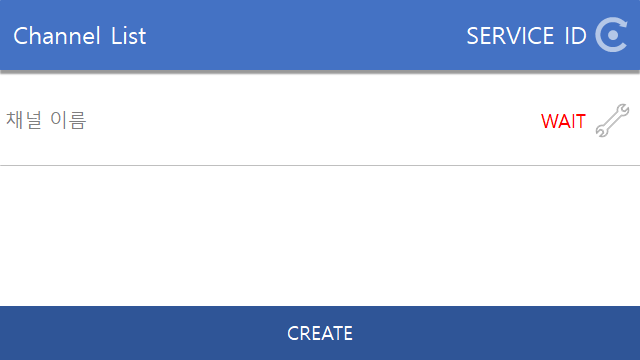 Channel List SERVICE ID
채널 이름 WAIT
CREATE